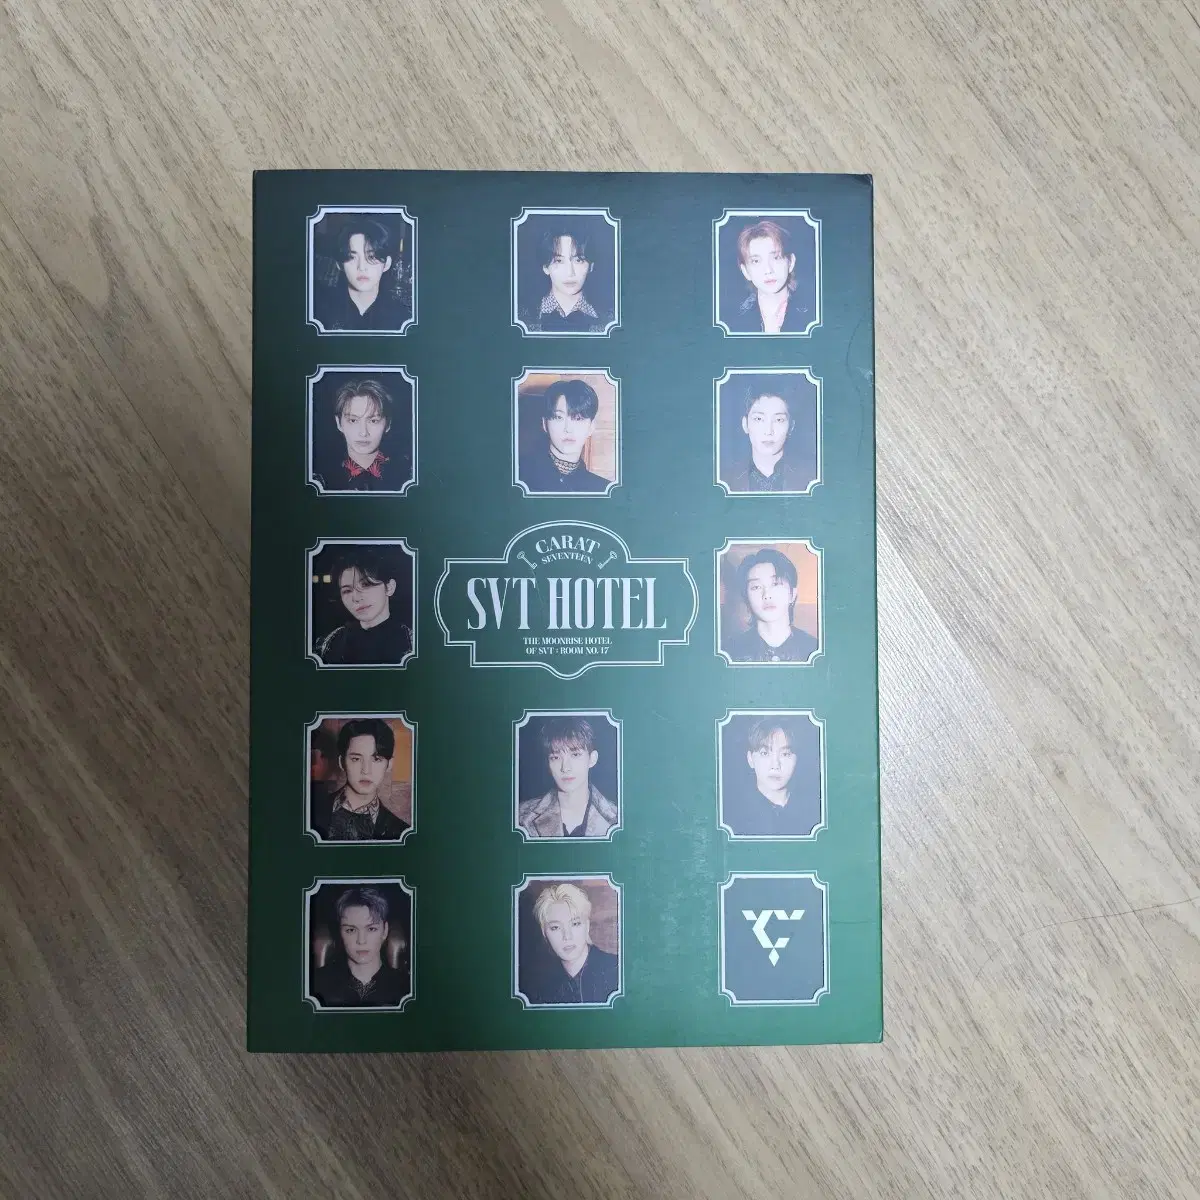 CARAT
SEVENTEEN
SVT HOTEL
THE MOONRISE HOTEL
OF SVT : ROOM NO. 17